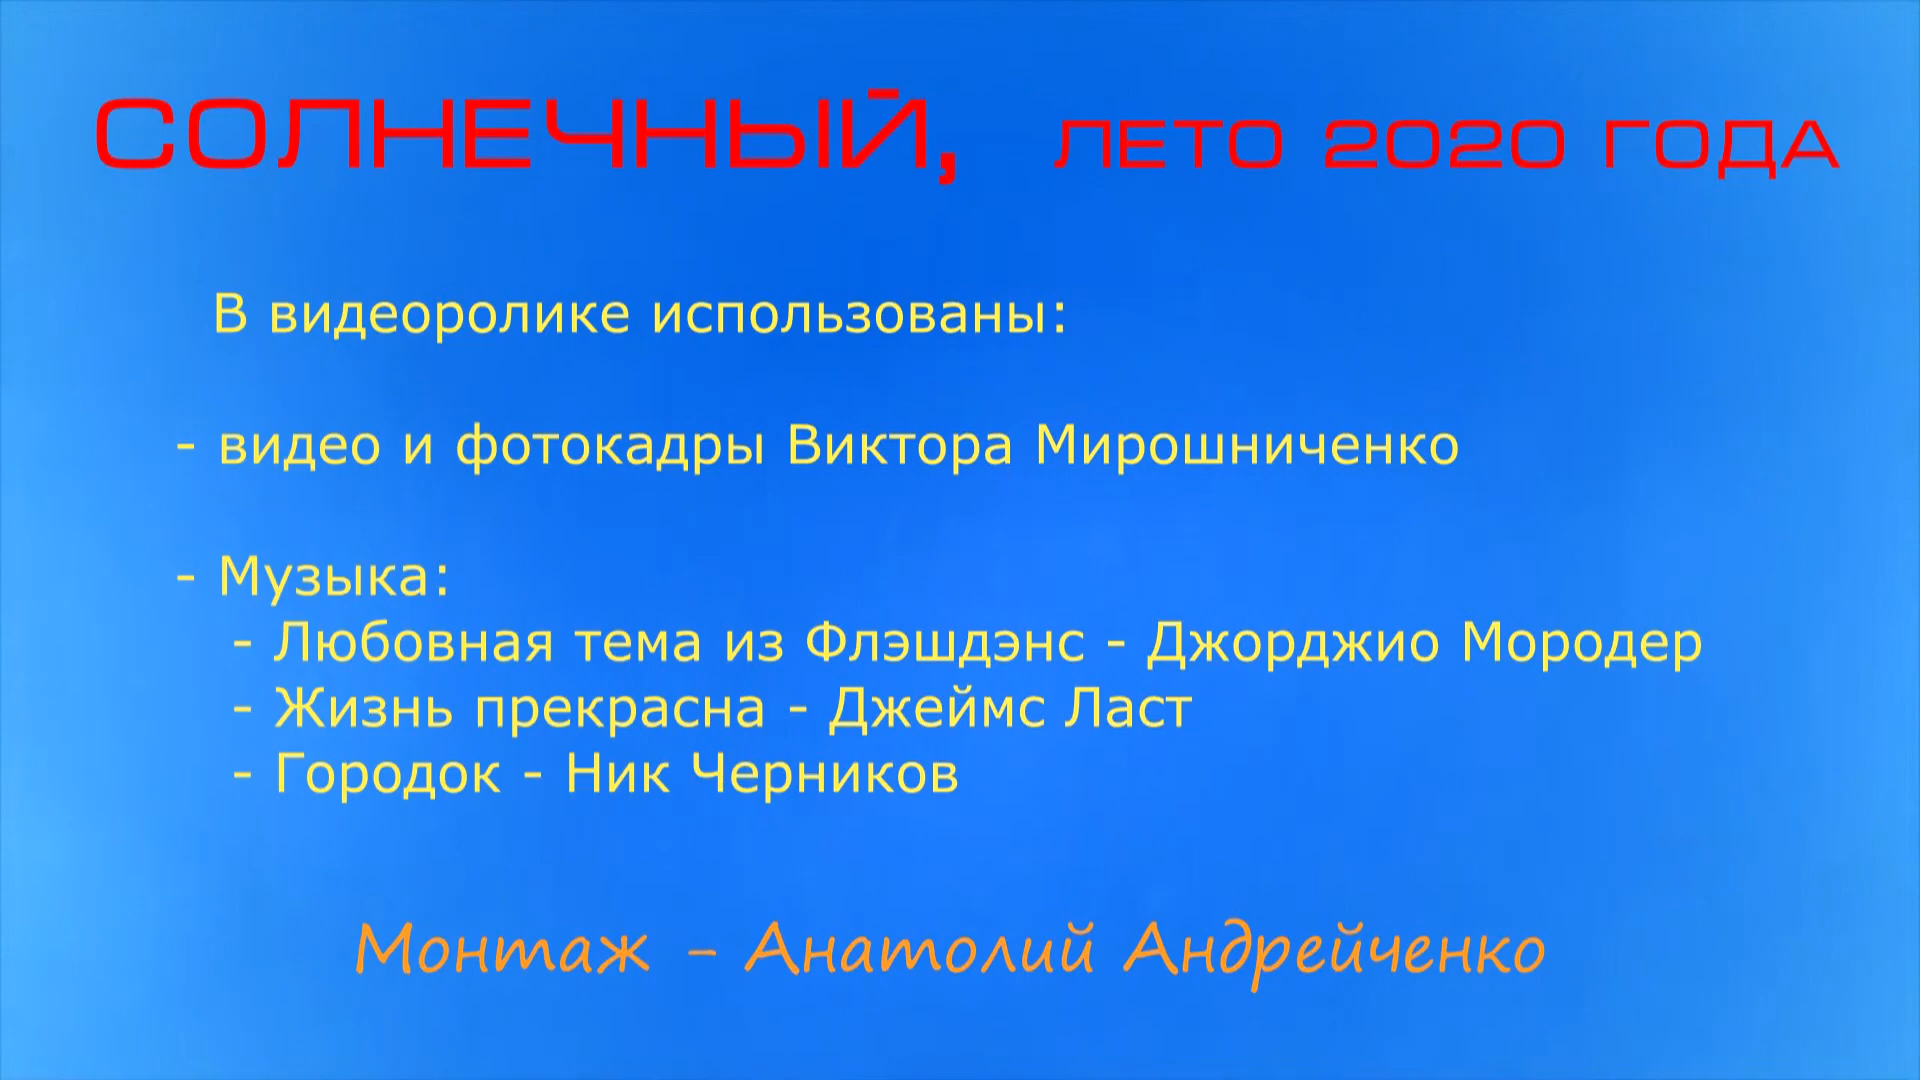 СОЛНЕЧНЫЙ, ЛЕТО 2020 ГОДА
В видеоролике использованы:
- видео и фотокадры Виктора Мирошниченко
- Музыка:
- Любовная тема из Флэшдэнс - Джорджио Мородер
- Жизнь прекрасна - Джеймс Ласт
- Городок - Ник Черников
Монтаж - Анатолий Андрейченко